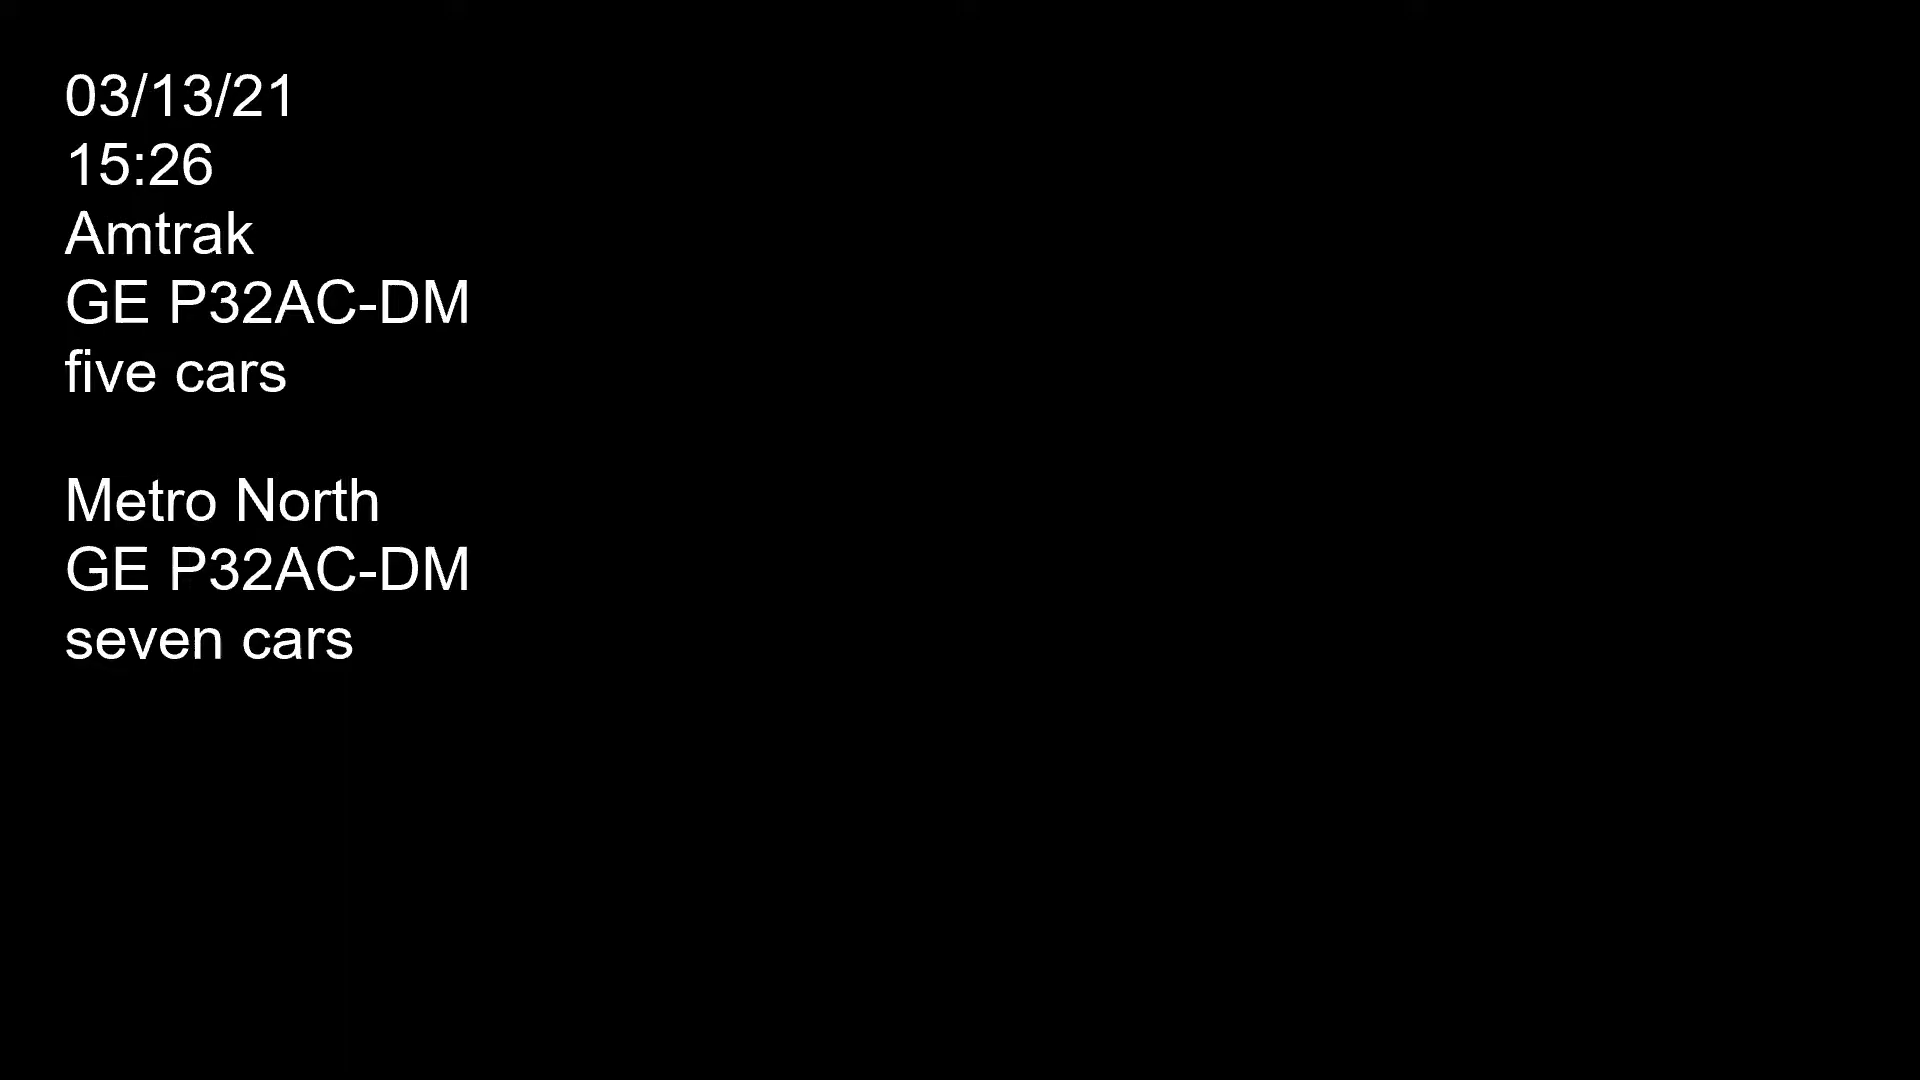 03/13/21
15:26
Amtrak
GE P32AC-DM
five cars
Metro North
GE P32AC-DM
seven cars